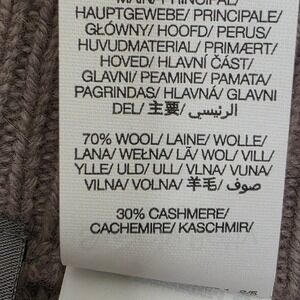 HAUPTGEWEBE/ PRINCIPALE/
GŁÓWNY/ HOOFD/ PERUS/
HUVUDMATERIAL/ PRIMÆRT/
HOVED/ HLAVNÍ ČÁST/
GLAVNI/ PEAMINE/ PAMATA/
PAGRINDAS/ HLAVNÁ/ GLAVNI
DEL/ 主要/ الرئيسي/
70% WOOL/ LAINE/ WOLLE/
LANA/ WEŁNA/ LÃ/ WOL/ VILL/
YLLE/ ULD/ ULL/ VLNA/ VUNA/
VILNA/ VOLNA/ 羊毛/ صوف/
30% CASHMERE/
CACHEMIRE/ KASCHMIR/
2/5